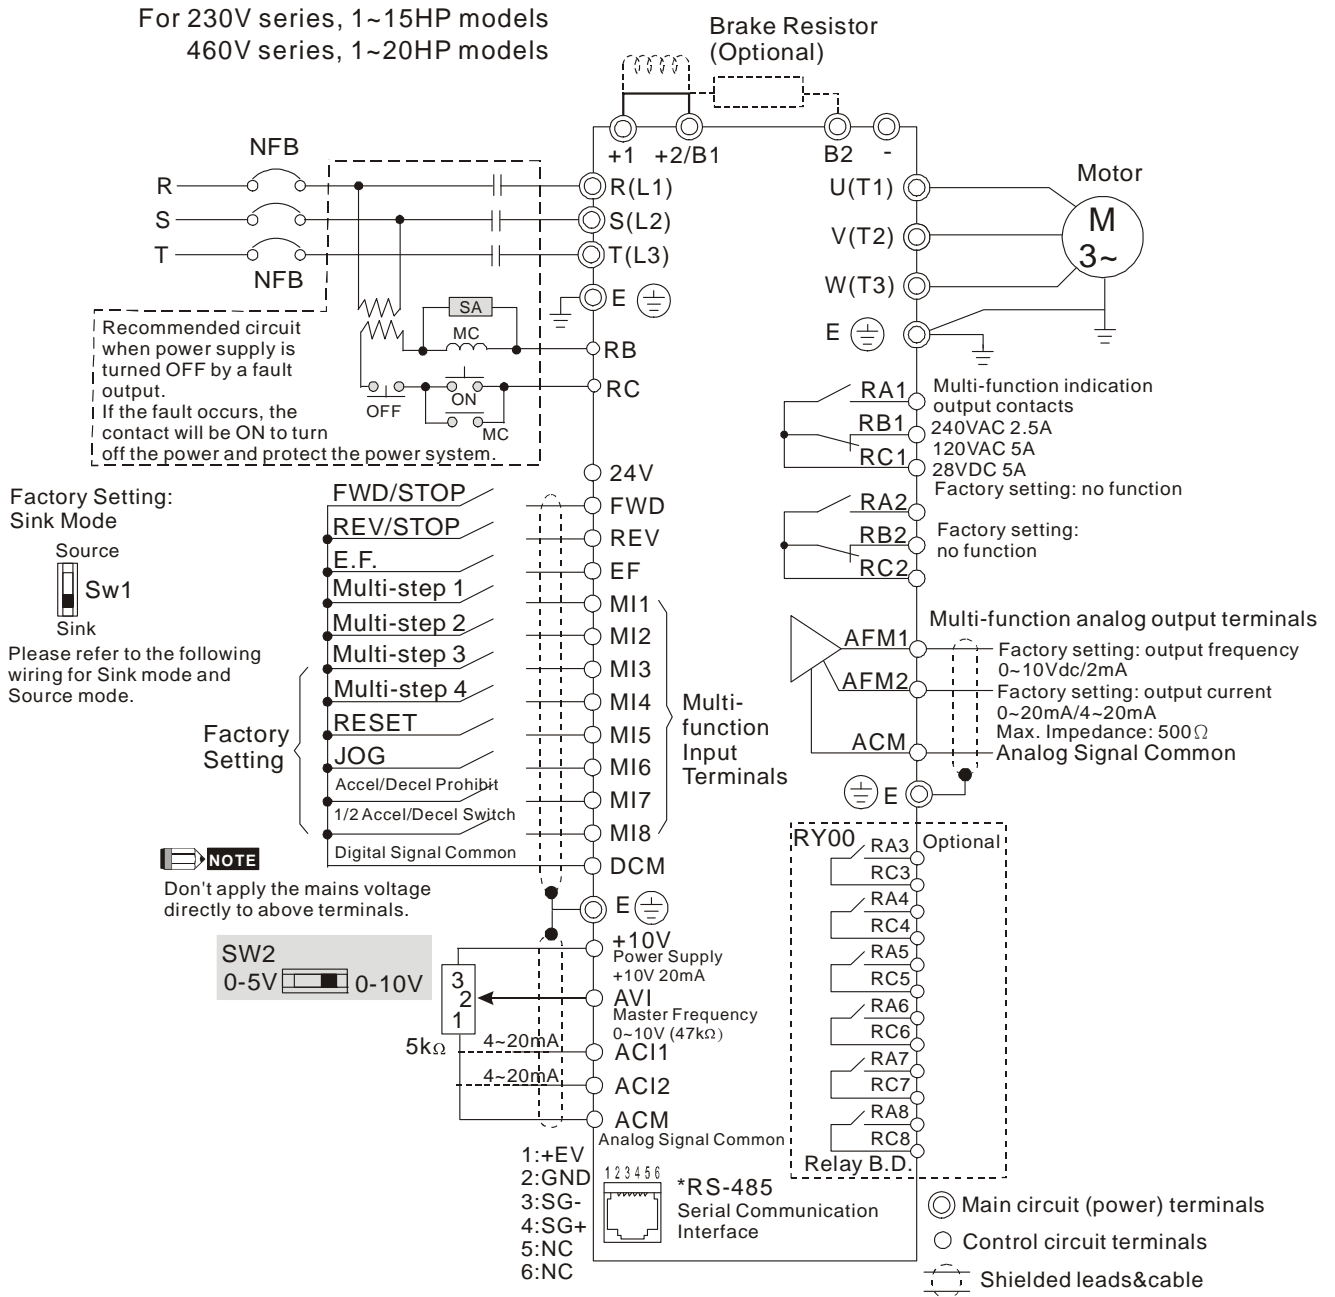 For 230V series, 1~15HP models
460V series, 1~20HP models
Brake Resistor
(Optional)
+1
+2/B1
B2
-
NFB
R
S
T
NFB
R(L1)
S(L2)
T(L3)
E
SA
MC
RB
RC
OFF
ON
MC
Recommended circuit
when power supply is
turned OFF by a fault
output.
If the fault occurs, the
contact will be ON to turn
off the power and protect the power system.
U(T1)
V(T2)
W(T3)
E
Motor
M
3~
RA1
RB1
RC1
Multi-function indication
output contacts
240VAC 2.5A
120VAC 5A
28VDC 5A
Factory setting: no function
RA2
RB2
RC2
Factory setting:
no function
Factory Setting:
Sink Mode
Source
Sw1
Sink
Please refer to the following
wiring for Sink mode and
Source mode.
24V
FWD/STOP
FWD
REV/STOP
REV
E.F.
EF
Multi-step 1
MI1
Multi-step 2
MI2
Multi-step 3
MI3
Multi-step 4
MI4
RESET
MI5
JOG
MI6
Accel/Decel Prohibit
MI7
1/2 Accel/Decel Switch
MI8
Digital Signal Common
DCM
Factory
Setting
Multi-
function
Input
Terminals
NOTE
Don't apply the mains voltage
directly to above terminals.
E
Multi-function analog output terminals
AFM1
Factory setting: output frequency
0~10Vdc/2mA
AFM2
Factory setting: output current
0~20mA/4~20mA
Max. Impedance: 500Ω
ACM
Analog Signal Common
E
SW2
0-5V
0-10V
+10V
Power Supply
+10V 20mA
3
2
1
5kΩ
AVI
Master Frequency
0~10V (47kΩ)
4~20mA
ACI1
4~20mA
ACI2
ACM
Analog Signal Common
RY00
Optional
RA3
RC3
RA4
RC4
RA5
RC5
RA6
RC6
RA7
RC7
RA8
RC8
Relay B.D.
1:+EV
2:GND
3:SG-
4:SG+
5:NC
6:NC
1 2 3 4 5 6
*RS-485
Serial Communication
Interface
Main circuit (power) terminals
Control circuit terminals
Shielded leads&cable